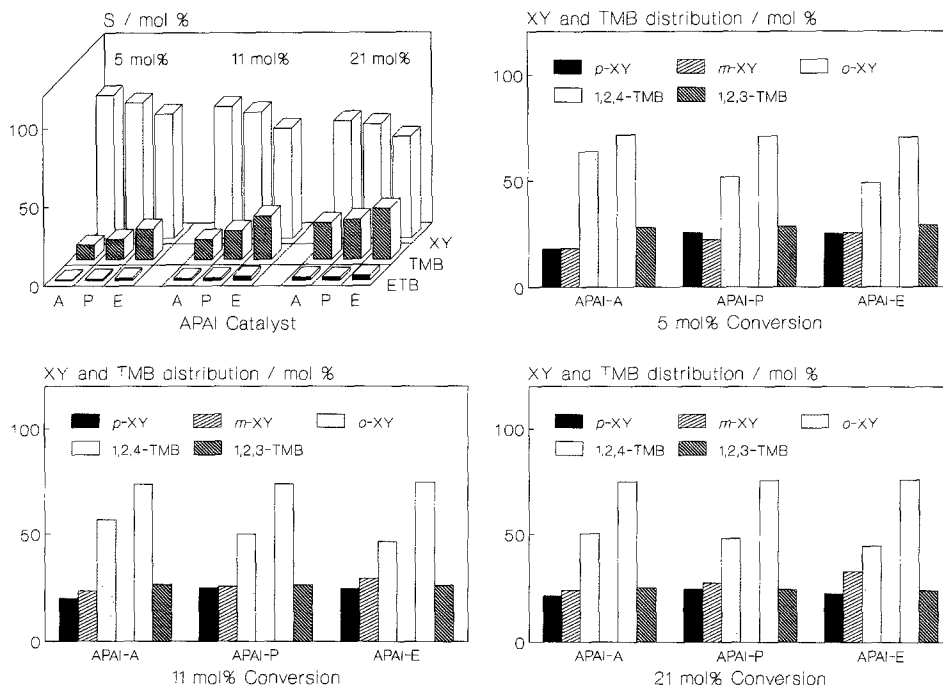 S / mol %
5 mol%
11 mol%
21 mol%
100
50
0
XY
TMB
ETB
A P E
A P E
A P E
APAl Catalyst
XY and TMB distribution / mol %
p-XY
m-XY
o-XY
1,2,4-TMB
1,2,3-TMB
100
50
0
APAl-A
APAl-P
APAl-E
5 mol% Conversion
XY and TMB distribution / mol %
p-XY
m-XY
o-XY
1,2,4-TMB
1,2,3-TMB
100
50
0
APAl-A
APAl-P
APAl-E
11 mol% Conversion
XY and TMB distribution / mol %
p-XY
m-XY
o-XY
1,2,4-TMB
1,2,3-TMB
100
50
0
APAl-A
APAl-P
APAl-E
21 mol% Conversion